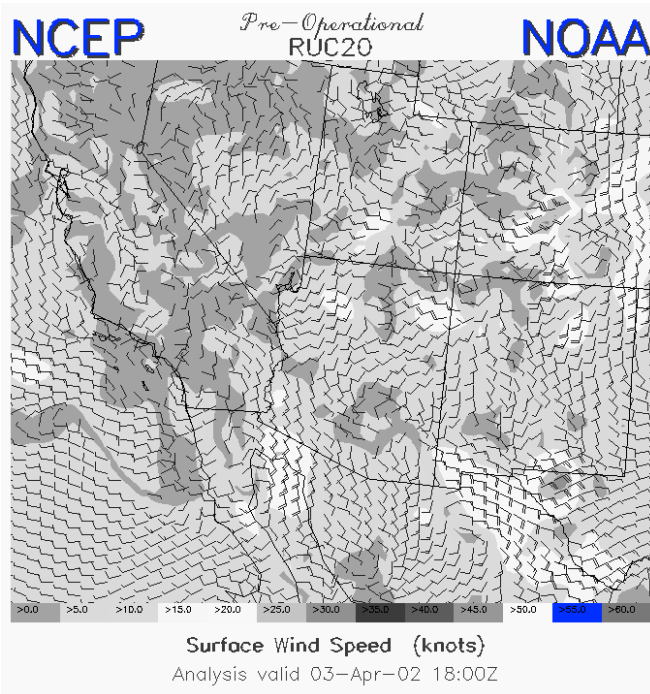 NCEP
Pre-Operational
NOAA
RUC20
>0.0 >5.0 >10.0 >15.0 >20.0 >25.0 >30.0 >35.0 >40.0 >45.0 >50.0 >55.0 >60.0
Surface Wind Speed (knots)
Analysis valid 03-Apr-02 18:00Z